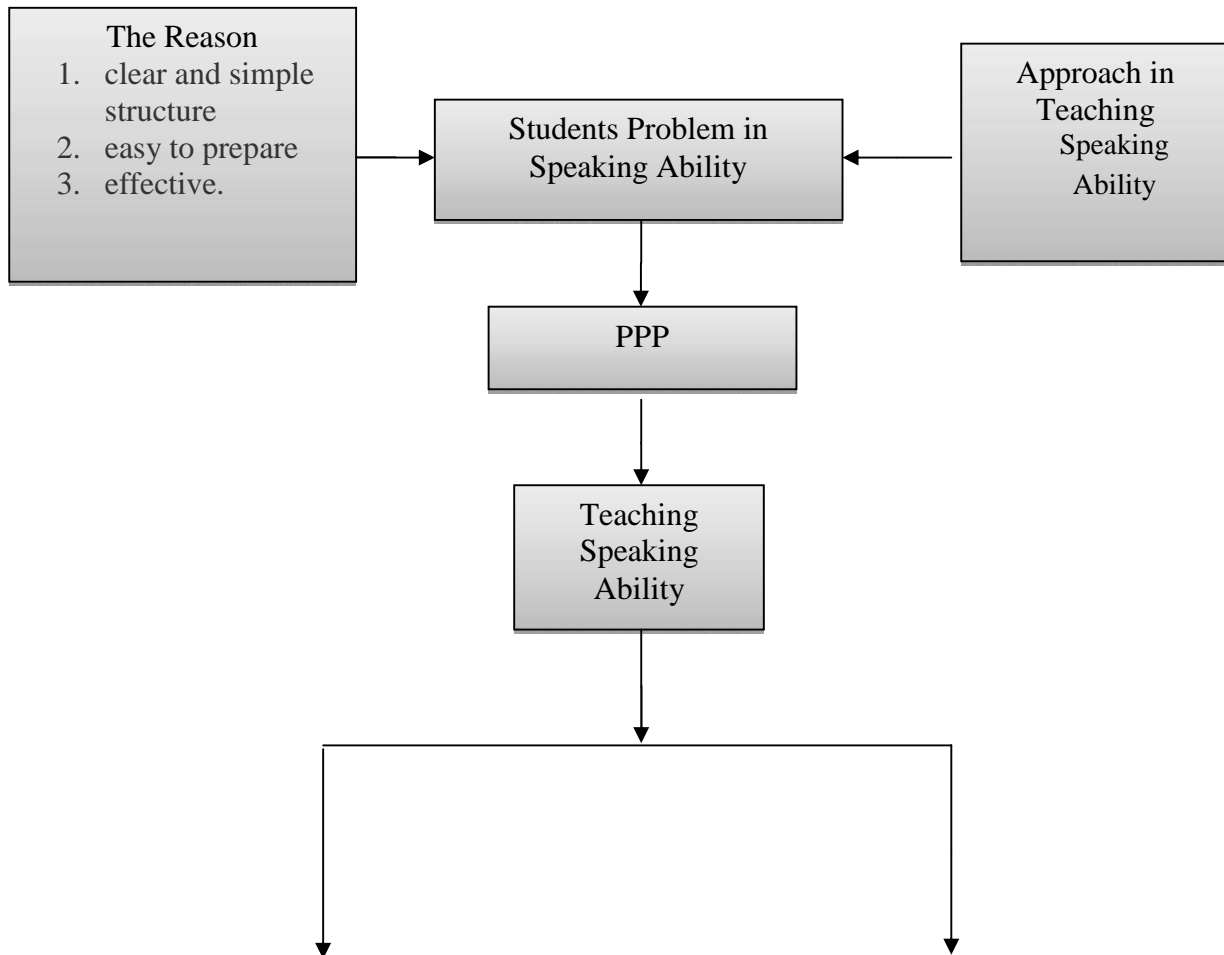 The Reason
1. clear and simple
structure
2. easy to prepare
3. effective.
Students Problem in
Speaking Ability
Approach in
Teaching
Speaking
Ability
PPP
Teaching
Speaking
Ability